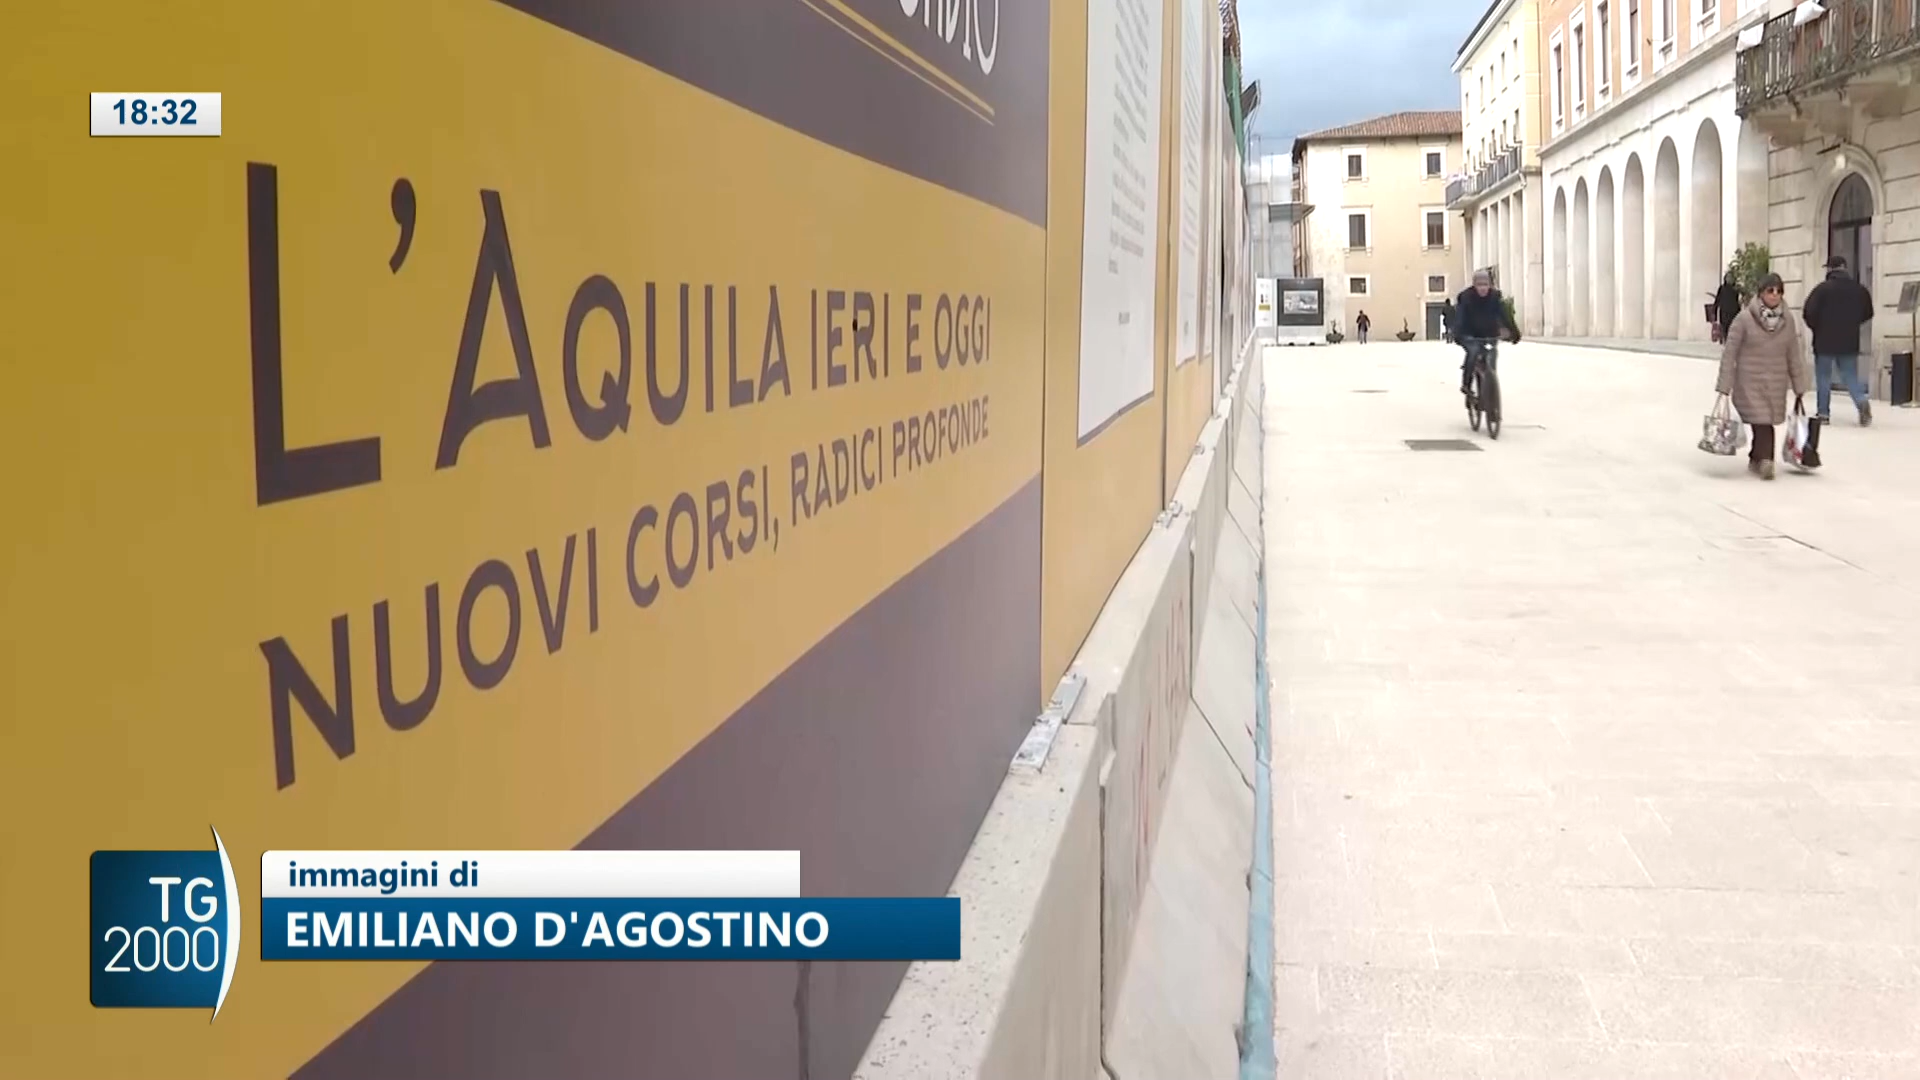 18:32
L'AQUILA IERI E OGGI
NUOVI CORSI, RADICI PROFONDE
immagini di
EMILIANO D'AGOSTINO
TG
2000